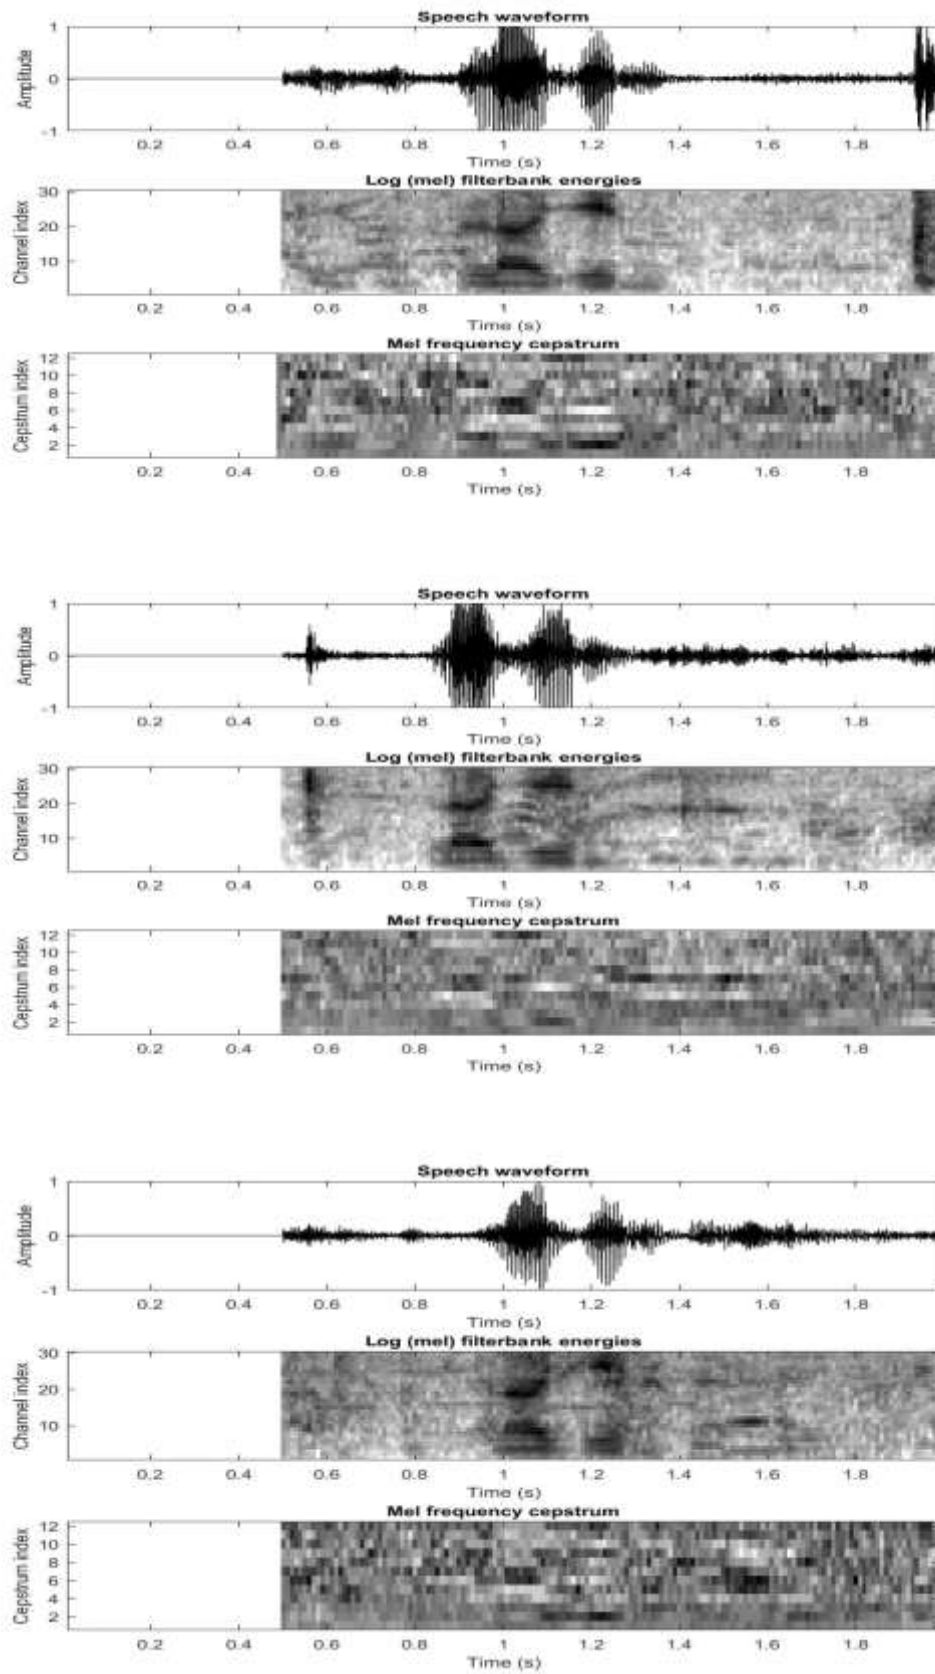 Speech waveform
1
0
-1
Amplitude
0.2 0.4 0.6 0.8 1 1.2 1.4 1.6 1.8
Time (s)
Log (mel) filterbank energies
30
20
10
Channel index
0.2 0.4 0.6 0.8 1 1.2 1.4 1.6 1.8
Time (s)
Mel frequency cepstrum
12
10
8
6
4
2
Cepstrum index
0.2 0.4 0.6 0.8 1 1.2 1.4 1.6 1.8
Time (s)
Speech waveform
1
0
-1
Amplitude
0.2 0.4 0.6 0.8 1 1.2 1.4 1.6 1.8
Time (s)
Log (mel) filterbank energies
30
20
10
Channel index
0.2 0.4 0.6 0.8 1 1.2 1.4 1.6 1.8
Time (s)
Mel frequency cepstrum
12
10
8
6
4
2
Cepstrum index
0.2 0.4 0.6 0.8 1 1.2 1.4 1.6 1.8
Time (s)
Speech waveform
1
0
-1
Amplitude
0.2 0.4 0.6 0.8 1 1.2 1.4 1.6 1.8
Time (s)
Log (mel) filterbank energies
30
20
10
Channel index
0.2 0.4 0.6 0.8 1 1.2 1.4 1.6 1.8
Time (s)
Mel frequency cepstrum
12
10
8
6
4
2
Cepstrum index
0.2 0.4 0.6 0.8 1 1.2 1.4 1.6 1.8
Time (s)